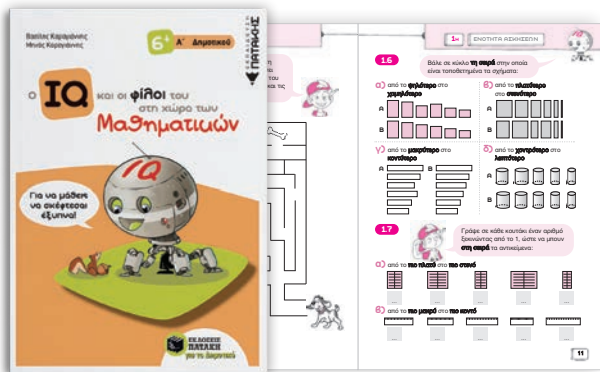 Βασίλης Καραγιάννης
Μηνάς Καραγιάννης
6+ Α΄ Δημοτικού
ΕΚΠΑΙΔΕΥΣΗ ΠΑΤΑΚΗΣ
Ο IQ και οι φίλοι του
στη χώρα των
Μαθηματικών
IQ
Για να μάθεις
να σκέφτεσαι
έξυπνα!
ΕΚΔΟΣΕΙΣ
ΠΑΤΑΚΗ
για το δημοτικό
1η ΕΝΟΤΗΤΑ ΑΣΚΗΣΕΩΝ
1.6 Βάλε σε κύκλο τη σειρά στην οποία
είναι τοποθετημένα τα σχήματα:
α) από το ψηλότερο στο
χαμηλότερο
Α
Β
β) από το πλατύτερο
στο στενότερο
Α
Β
γ) από το μακρύτερο στο
κοντύτερο
Α Β
δ) από το χοντρότερο στο
λεπτότερο
Α
Β
1.7 Γράψε σε κάθε κουτάκι έναν αριθμό
ξεκινώντας από το 1, ώστε να μπουν
στη σειρά τα αντικείμενα:
α) από το πιο πλατύ στο πιο στενό
... ... ... ... ...
β) από το πιο μακρύ στο πιο κοντό
... ... ... ... ...
11